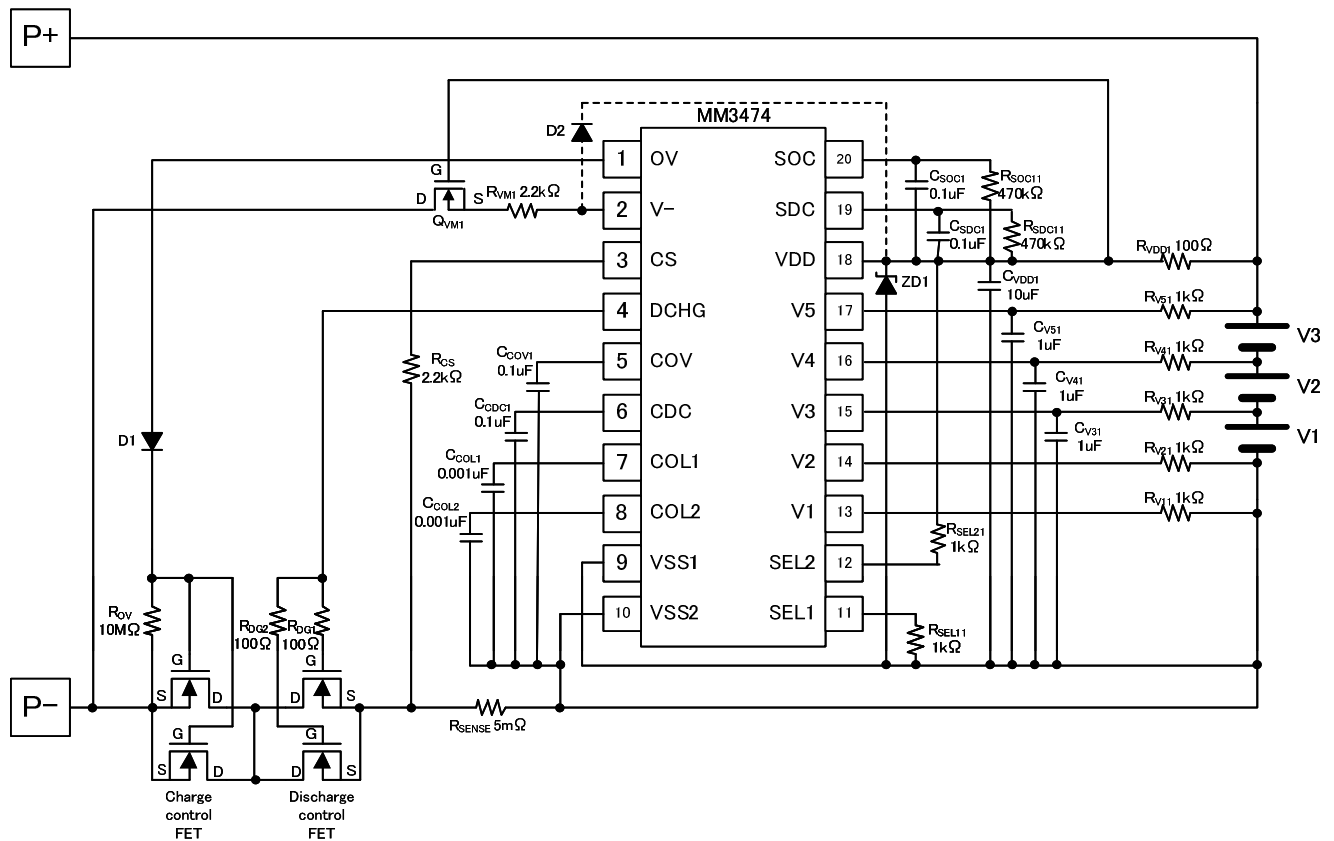 P+
MM3474
D2
1 OV
SOC 20
CSOC1
0.1uF
RSOC11
470kΩ
G
D
S
QVM1
RVM1 2.2kΩ
2 V-
SDC 19
CSDC1
0.1uF
RSDC11
470kΩ
3 CS
VDD 18
ZD1
CVDD1
10uF
RVDD1 100Ω
4 DCHG
V5 17
CV51
1uF
RV51 1kΩ
V3
RCS
2.2kΩ
CCOV1
0.1uF
5 COV
V4 16
CV41
1uF
RV41 1kΩ
V2
CCDC1
0.1uF
6 CDC
V3 15
CV31
1uF
RV31 1kΩ
V1
D1
CCOL1
0.001uF
7 COL1
V2 14
RV21 1kΩ
CCOL2
0.001uF
8 COL2
V1 13
RV11 1kΩ
9 VSS1
SEL2 12
RSEL21
1kΩ
10 VSS2
SEL1 11
RSEL11
1kΩ
ROV
10MΩ
RDG2
100Ω
RDG1
100Ω
P-
G
S
D
G
D
S
RSENSE 5mΩ
G
S
D
G
D
S
Charge
control
FET
Discharge
control
FET